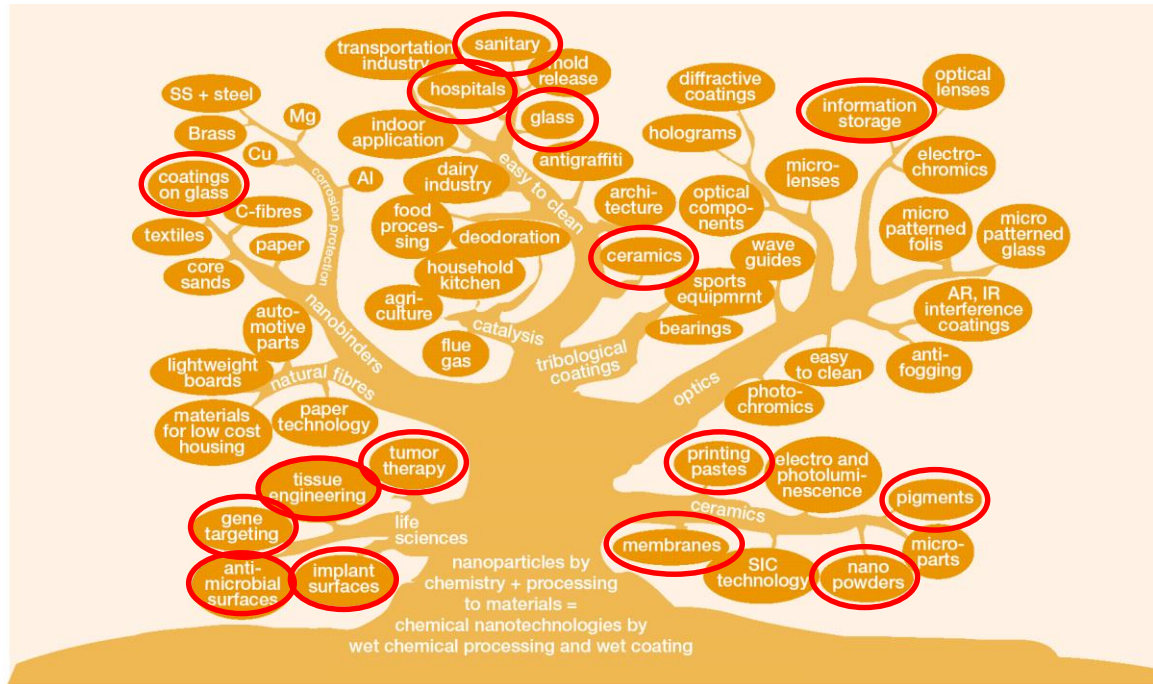 transportation
industry
sanitary
mold
release
hospitals
glass
indoor
application
antigraffiti
easy to clean
dairy
industry
food
proces-
sing
deodoration
household
kitchen
agri-
culture
catalysis
flue
gas
archi-
tecture
ceramics
SS + steel
Mg
Brass
Cu
Al
coatings
on glass
C-fibres
corrosion protection
textiles
paper
core
sands
nanobinders
auto-
motive
parts
lightweight
boards
natural fibres
materials
for low cost
housing
paper
technology
diffractive
coatings
holograms
micro-
lenses
optical
compo-
nents
wave
guides
sports
equipmrnt
bearings
tribological
coatings
optical
lenses
information
storage
electro-
chromics
micro
patterned
folis
micro
patterned
glass
AR, IR
interference
coatings
anti-
fogging
easy
to clean
photo-
chromics
optics
tumor
therapy
tissue
engineering
gene
targeting
life
sciences
anti-
microbial
surfaces
implant
surfaces
printing
pastes
electro and
photolumi-
nescence
pigments
ceramics
membranes
SIC
technology
nano
powders
micro-
parts
nanoparticles by
chemistry + processing
to materials =
chemical nanotechnologies by
wet chemical processing and wet coating